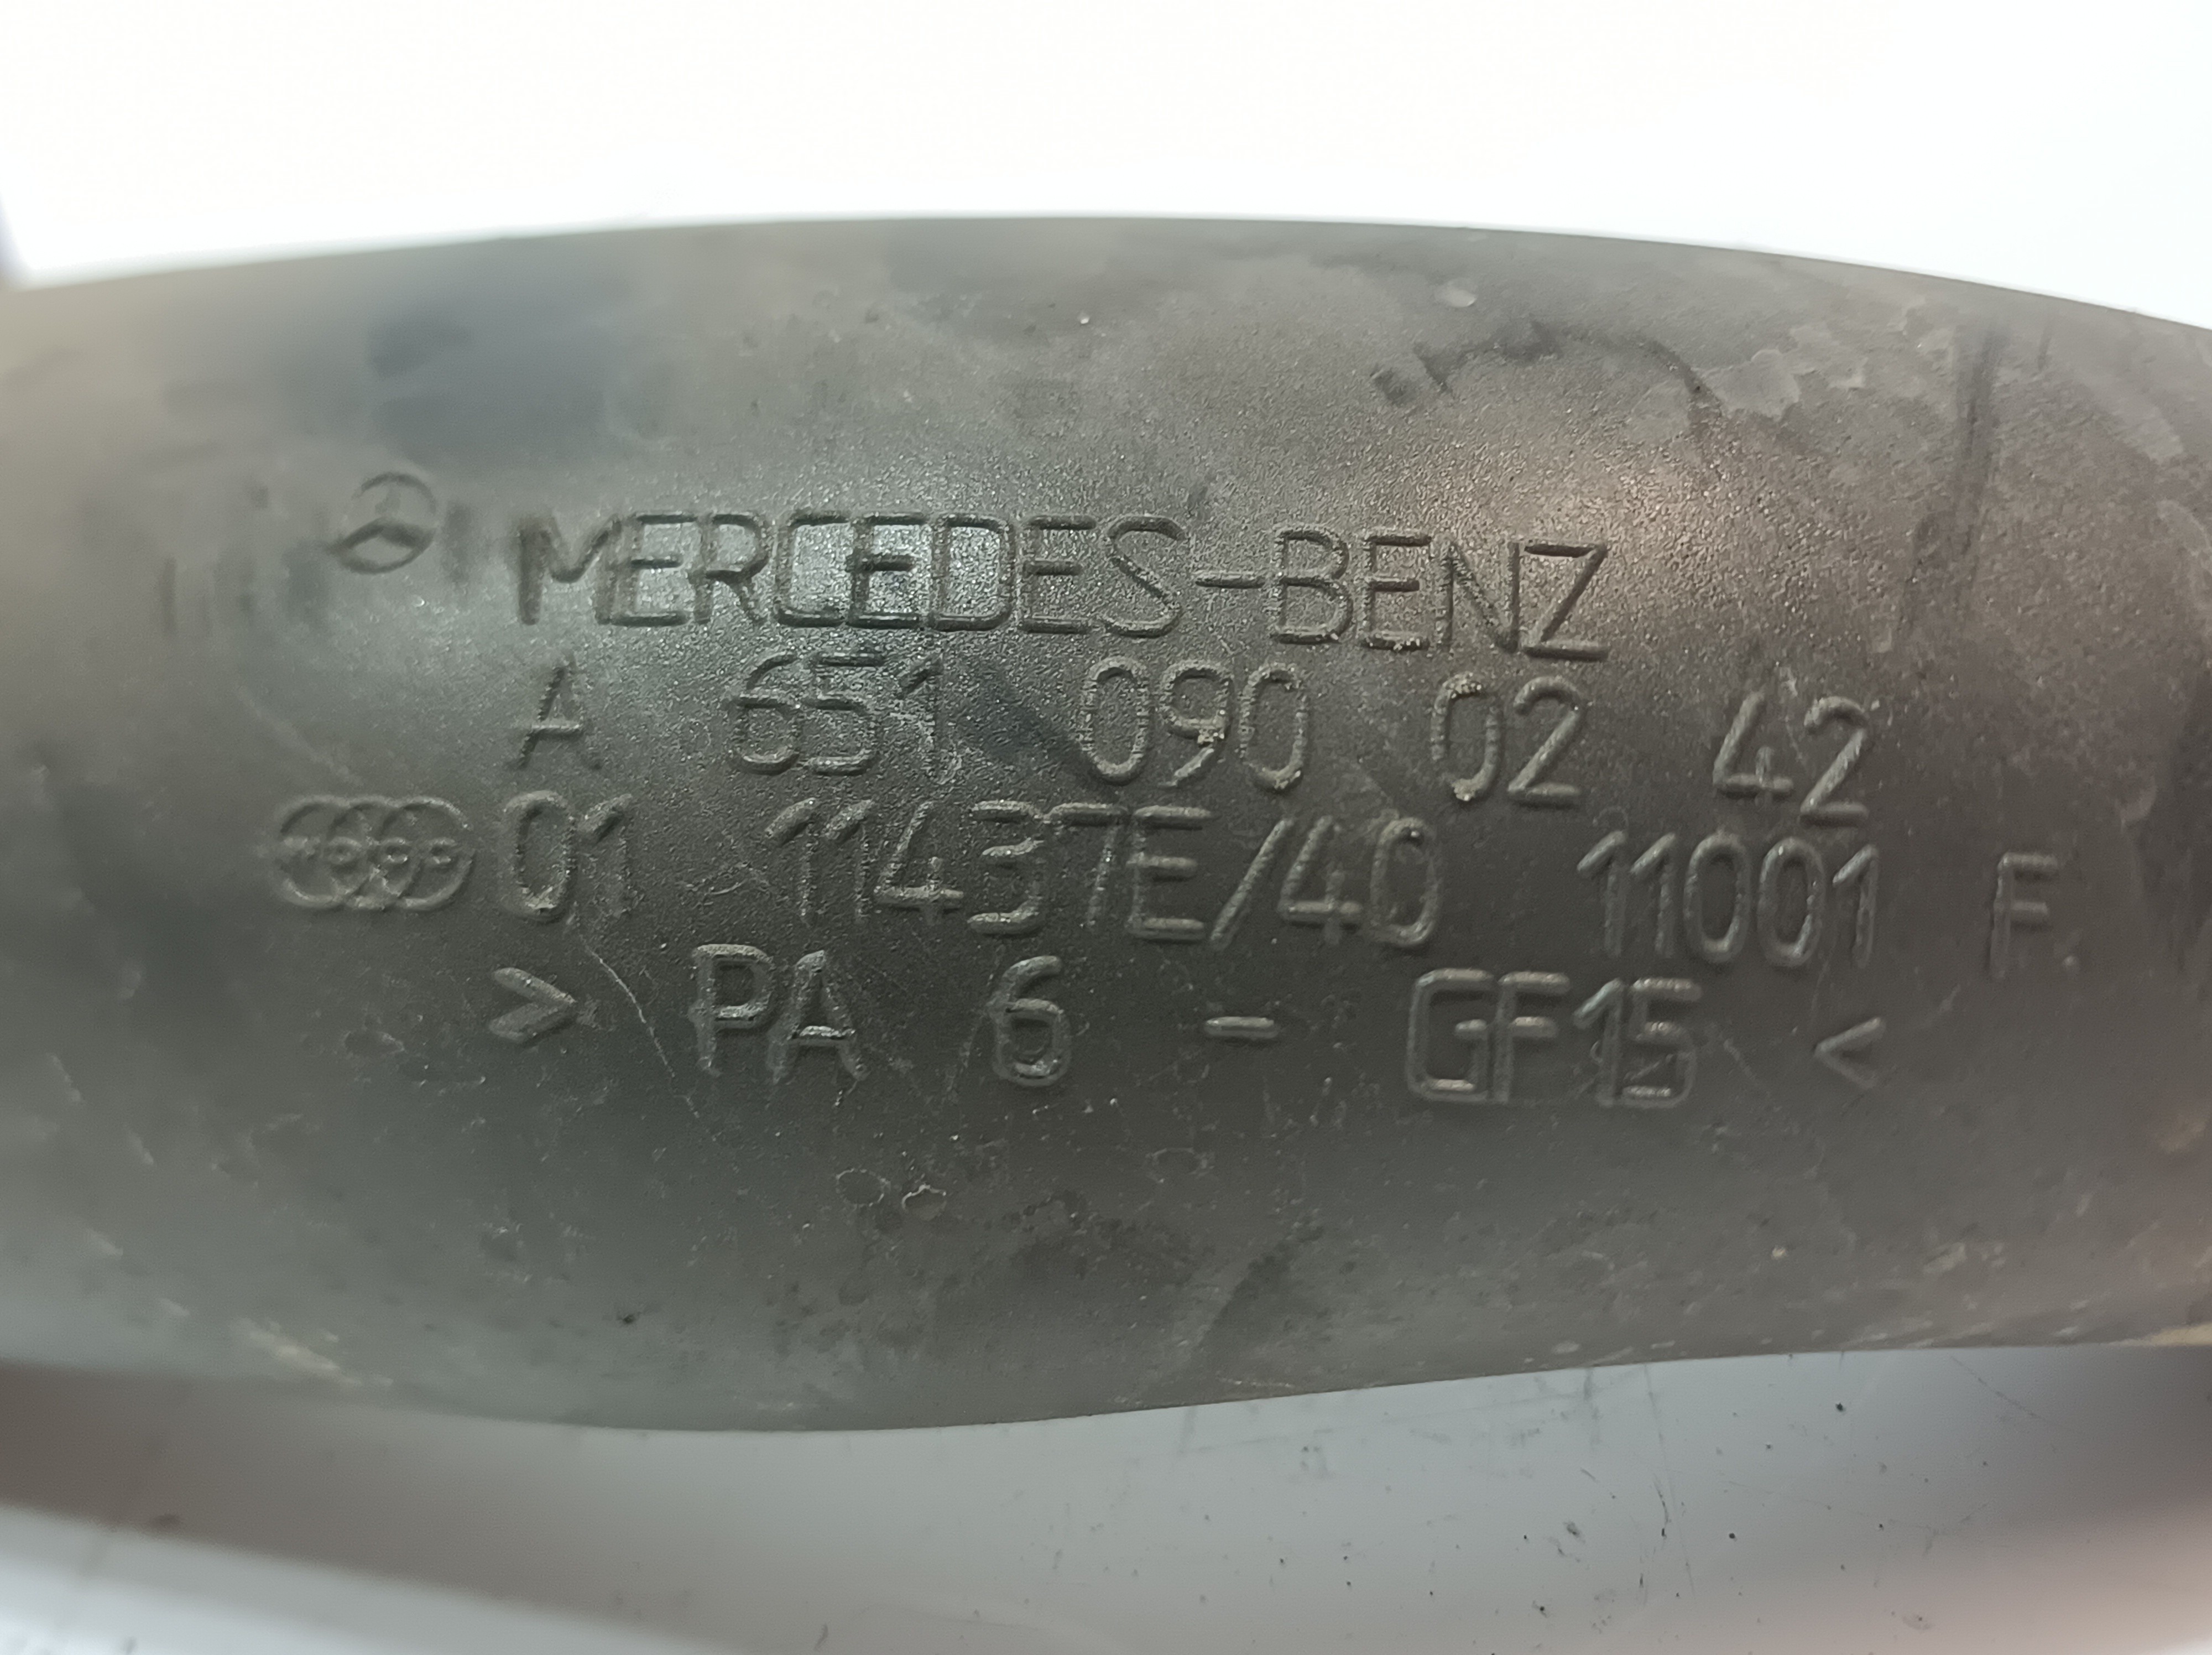 MERCEDES-BENZ
A 651 090 02 42
01 11437E/40 11001 F
> PA 6 - GF15 <